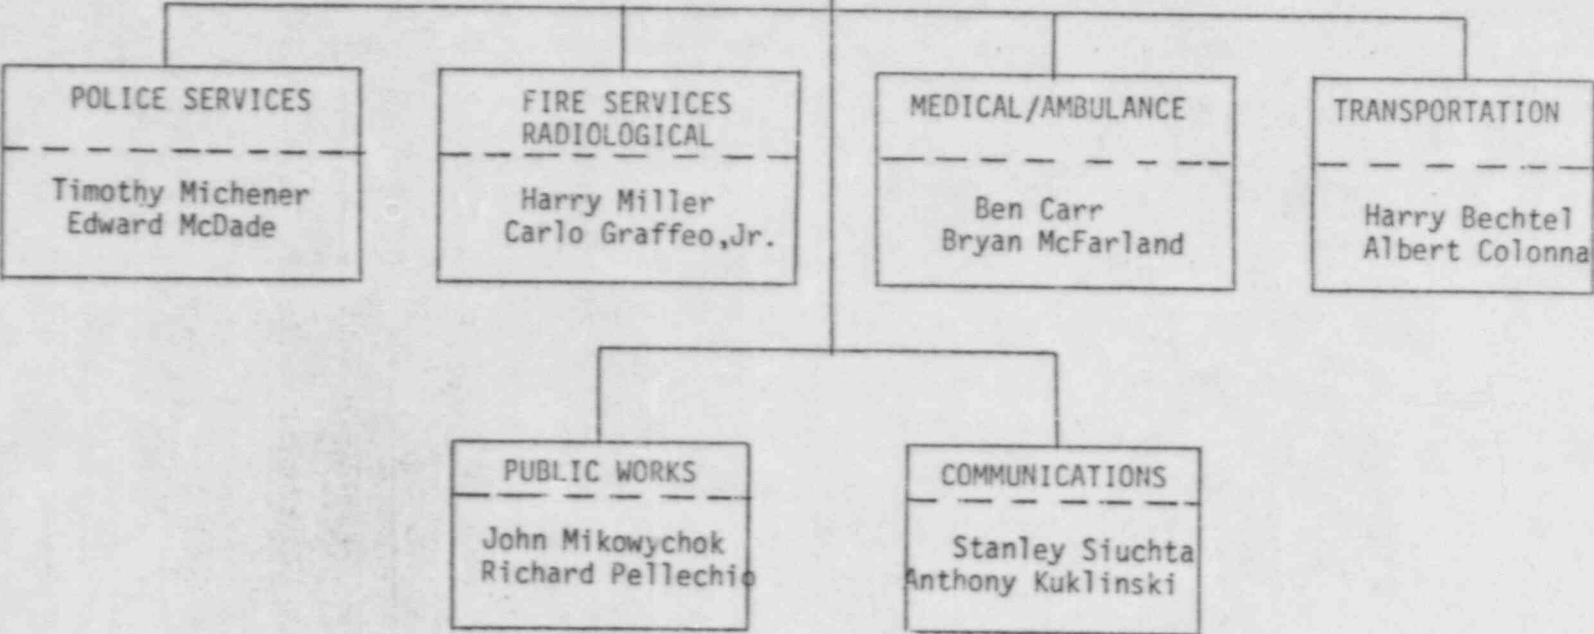 POLICE SERVICES
Timothy Michener
Edward McDade
FIRE SERVICES
RADIOLOGICAL
Harry Miller
Carlo Graffeo,Jr.
MEDICAL/AMBULANCE
Ben Carr
Bryan McFarland
TRANSPORTATION
Harry Bechtel
Albert Colonna
PUBLIC WORKS
John Mikowychok
Richard Pellechio
COMMUNICATIONS
Stanley Siuchta
Anthony Kuklinski